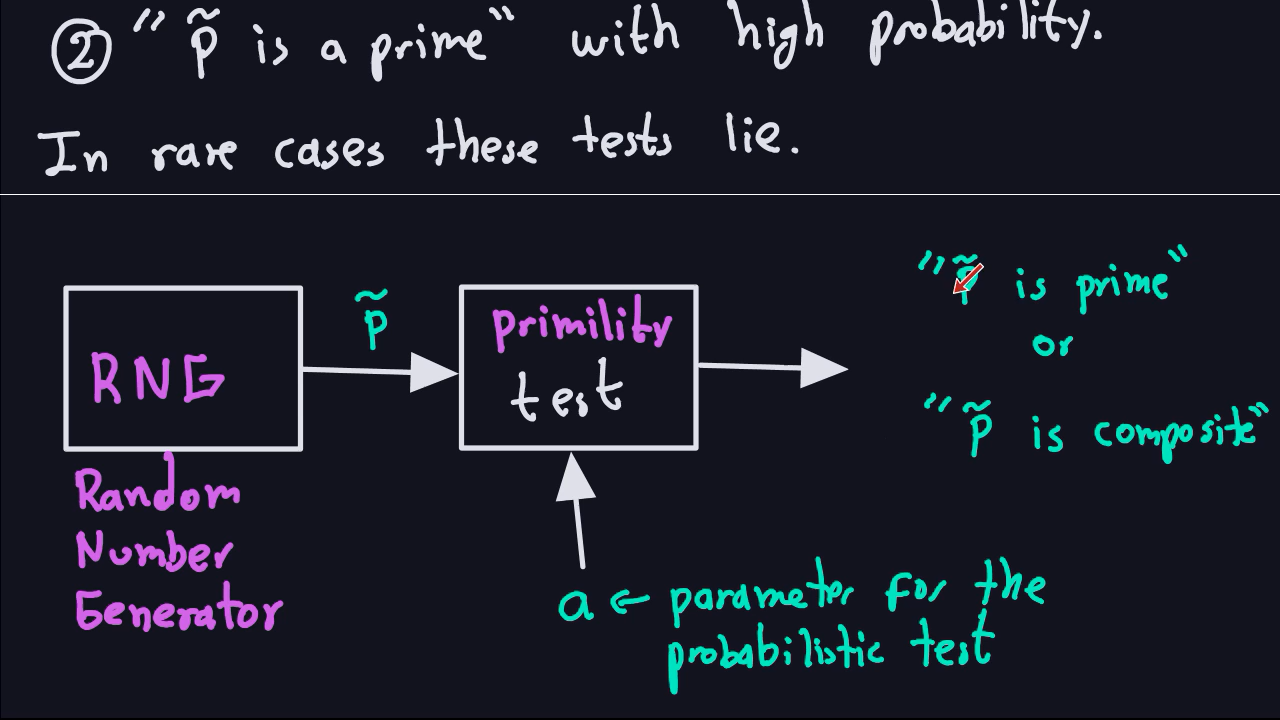 ② " p̃ is a prime" with high probability.
In rare cases these tests lie.
RNG
Random
Number
Generator
p̃
primility
test
a ← parameter for the
probabilistic test
"p̃ is prime"
or
"p̃ is composite"